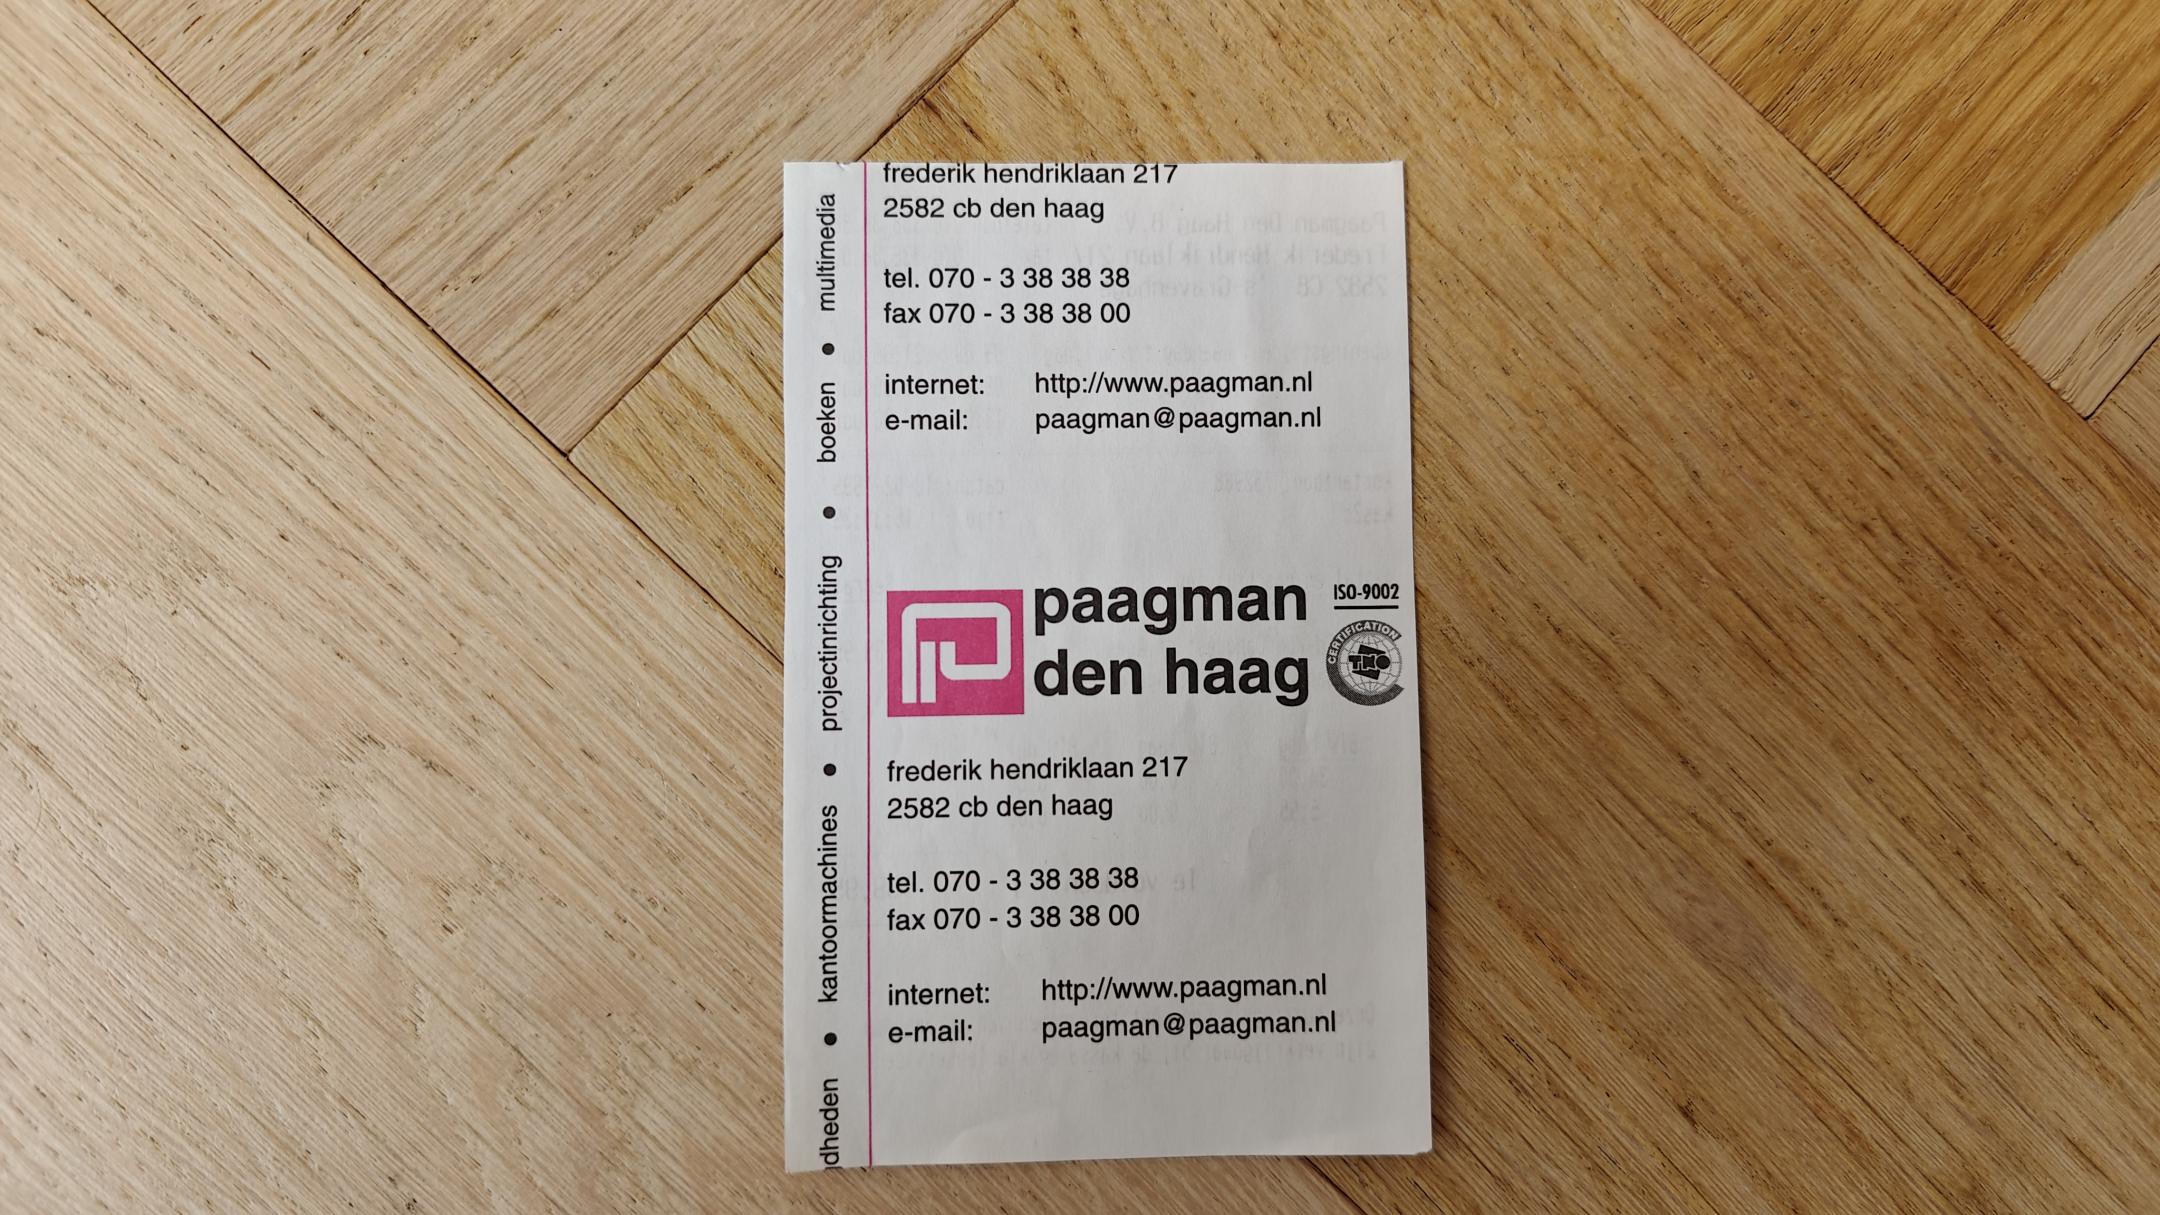 frederik hendriklaan 217
2582 cb den haag
tel. 070 - 3 38 38 38
fax 070 - 3 38 38 00
internet: http://www.paagman.nl
e-mail: paagman@paagman.nl
paagman
den haag
ISO-9002
CERTIFICATION
TNO
frederik hendriklaan 217
2582 cb den haag
tel. 070 - 3 38 38 38
fax 070 - 3 38 38 00
internet: http://www.paagman.nl
e-mail: paagman@paagman.nl
dheden • kantoormachines • projectinrichting • boeken • multimedia